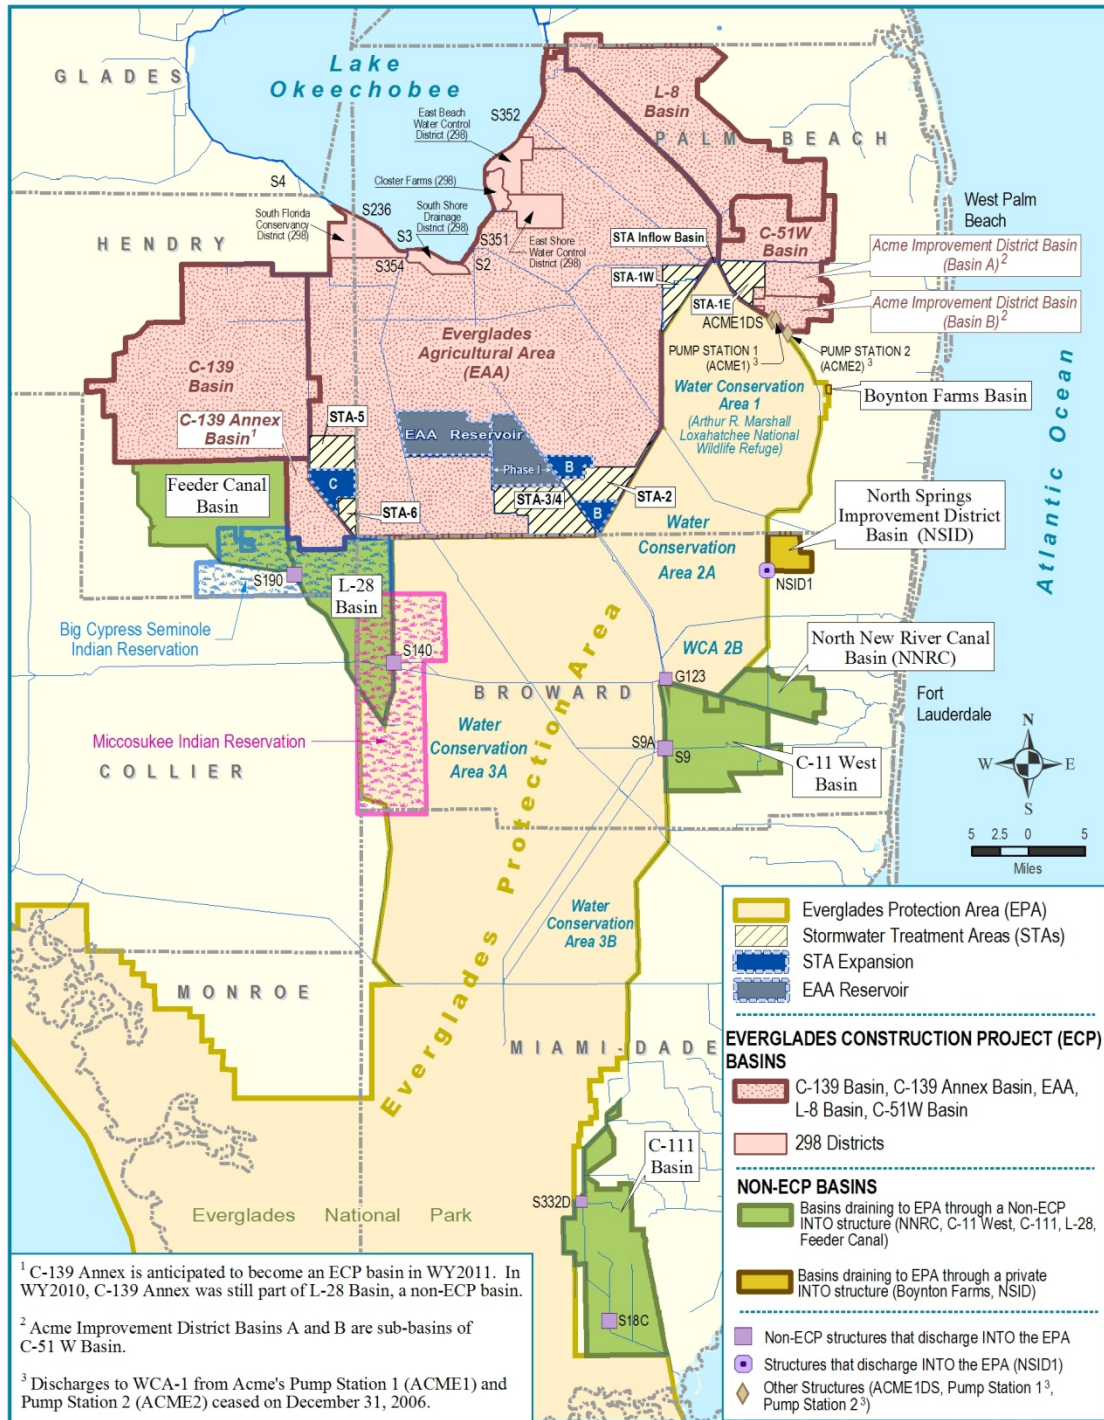 Lake
Okeechobee
GLADES
L-8
Basin
PALM BEACH
S352
East Beach
Water Control
District (298)
Closter Farms (298)
South Shore
Drainage
District (298)
S4
S236
South Florida
Conservancy
District (298)
S3
S354
S351
S2
East Shore
Water Control
District (298)
HENDRY
STA Inflow Basin
West Palm
Beach
C-51W
Basin
Acme Improvement District Basin
(Basin A)2
Acme Improvement District Basin
(Basin B)2
STA-1W
STA-1E
ACME1DS
PUMP STATION 1
(ACME1) 3
PUMP STATION 2
(ACME2) 3
Everglades
Agricultural Area
(EAA)
C-139
Basin
C-139 Annex
Basin1
STA-5
EAA Reservoir
Phase I
B
C
STA-3/4
STA-2
B
STA-6
Water Conservation
Area 1
(Arthur R. Marshall
Loxahatchee National
Wildlife Refuge)
Boynton Farms Basin
Atlantic Ocean
Feeder Canal
Basin
North Springs
Improvement District
Basin (NSID)
NSID1
Water
Conservation
Area 2A
S190
L-28
Basin
Big Cypress Seminole
Indian Reservation
S140
WCA 2B
G123
North New River Canal
Basin (NNRC)
BROWARD
Fort
Lauderdale
Miccosukee Indian Reservation
COLLIER
Water
Conservation
Area 3A
S9A
S9
C-11 West
Basin
N
W
E
S
5 2.5 0 5
Miles
Everglades Protection Area
Water
Conservation
Area 3B
MONROE
MIAMI-DADE
C-111
Basin
S332D
S18C
Everglades National Park
Everglades Protection Area (EPA)
Stormwater Treatment Areas (STAs)
STA Expansion
EAA Reservoir
EVERGLADES CONSTRUCTION PROJECT (ECP)
BASINS
C-139 Basin, C-139 Annex Basin, EAA,
L-8 Basin, C-51W Basin
298 Districts
NON-ECP BASINS
Basins draining to EPA through a Non-ECP
INTO structure (NNRC, C-11 West, C-111, L-28,
Feeder Canal)
Basins draining to EPA through a private
INTO structure (Boynton Farms, NSID)
Non-ECP structures that discharge INTO the EPA
Structures that discharge INTO the EPA (NSID1)
Other Structures (ACME1DS, Pump Station 13,
Pump Station 23)
1 C-139 Annex is anticipated to become an ECP basin in WY2011. In
WY2010, C-139 Annex was still part of L-28 Basin, a non-ECP basin.
2 Acme Improvement District Basins A and B are sub-basins of
C-51 W Basin.
3 Discharges to WCA-1 from Acme's Pump Station 1 (ACME1) and
Pump Station 2 (ACME2) ceased on December 31, 2006.